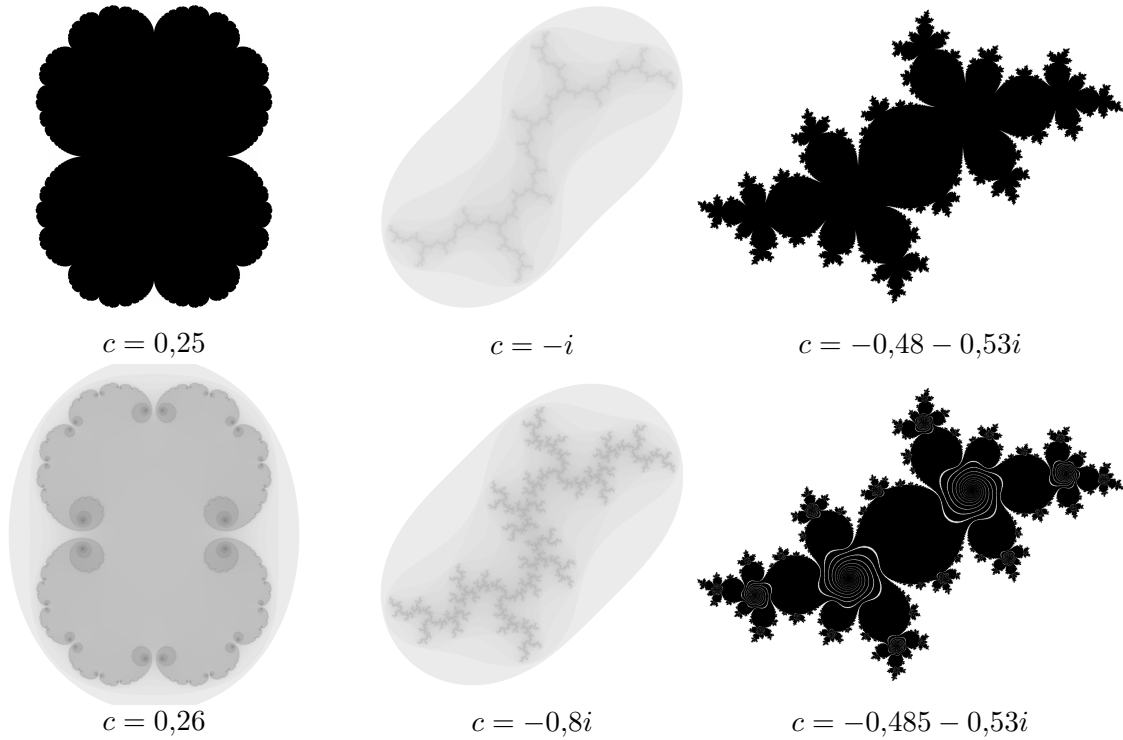 c = 0,25
c = −i
c = −0,48 − 0,53i
c = 0,26
c = −0,8i
c = −0,485 − 0,53i